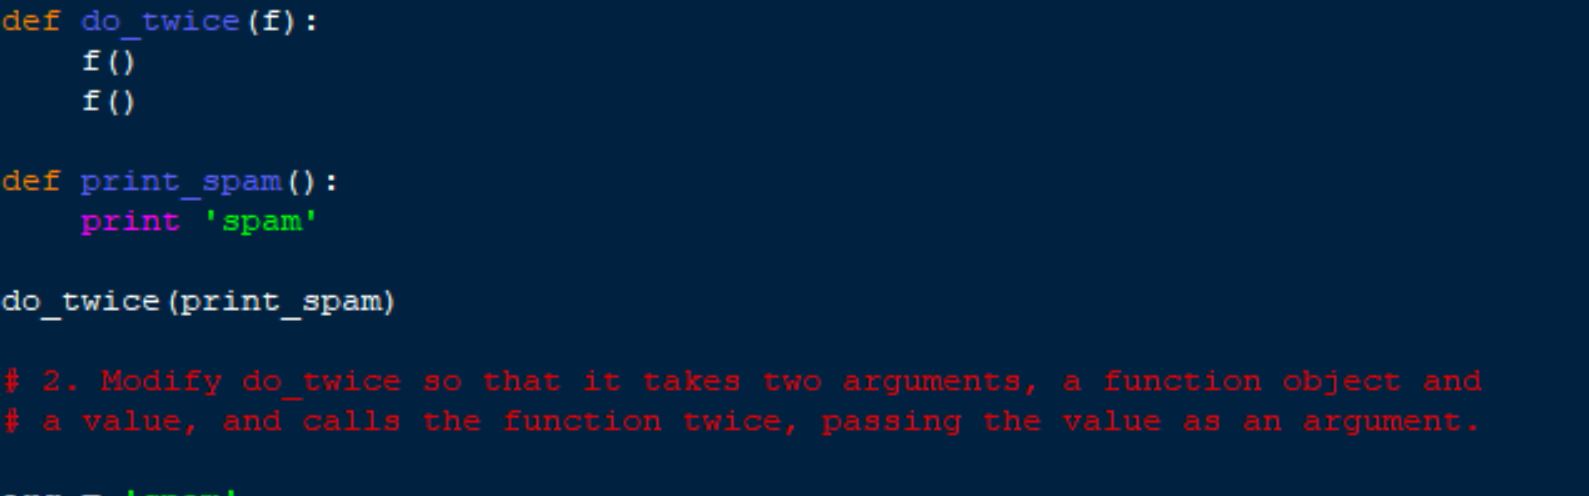 def do_twice(f):
    f()
    f()
def print_spam():
    print 'spam'
do_twice(print_spam)
# 2. Modify do_twice so that it takes two arguments, a function object and
# a value, and calls the function twice, passing the value as an argument.